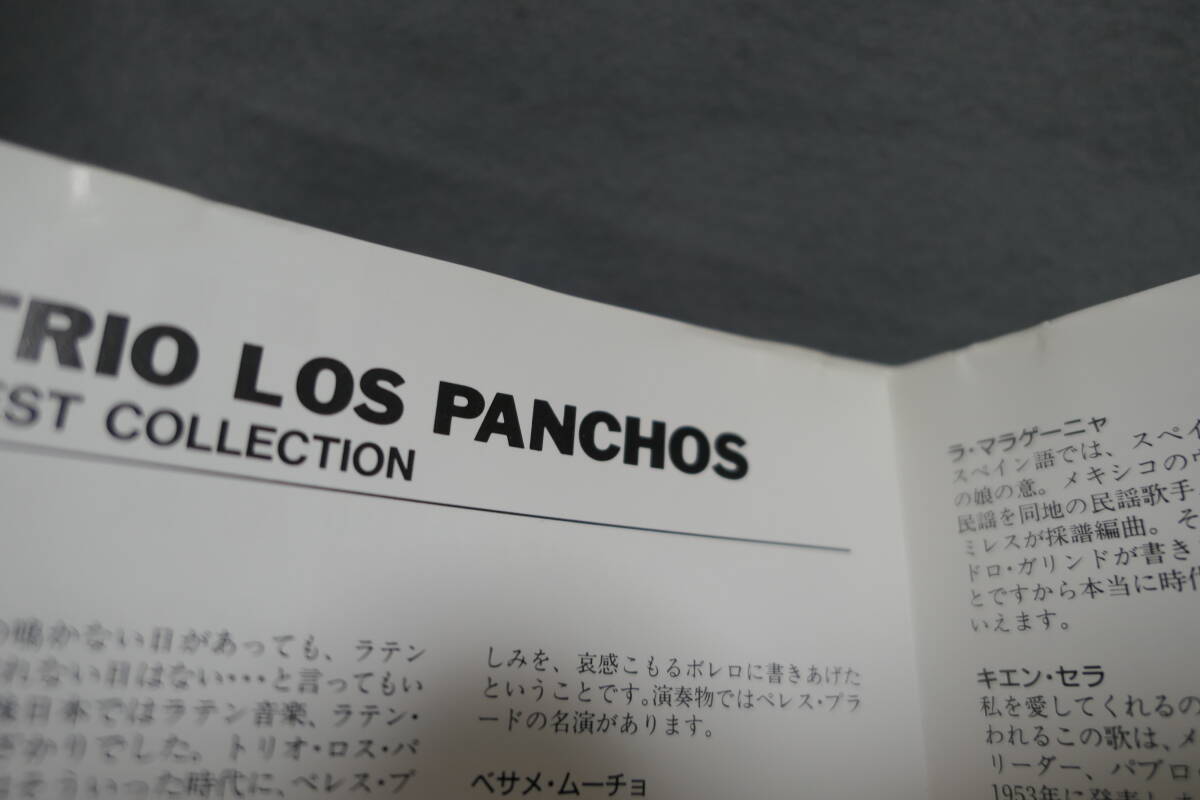 TRIO LOS PANCHOS
EST COLLECTION
の鳴かない日があっても、ラテン
れない日はない・・・と言ってもい
後日本ではラテン音楽、ラテン・
ざかりでした。トリオ・ロス・パ
はそういった時代に、ペレス・プ
しみを、哀感こもるボレロに書きあげた
ということです。演奏物ではペレス・プラ
ードの名演があります。
ベサメ・ムーチョ
ラ・マラゲーニャ
スペイン語では、スペイ
の娘の意。メキシコの
民謡を同地の民謡歌手
ミレスが採譜編曲。そ
ドロ・ガリンドが書き
とですから本当に時代
いえます。
キエン・セラ
私を愛してくれるの
われるこの歌は、メ
リーダー、パブロ
1953年に発表し